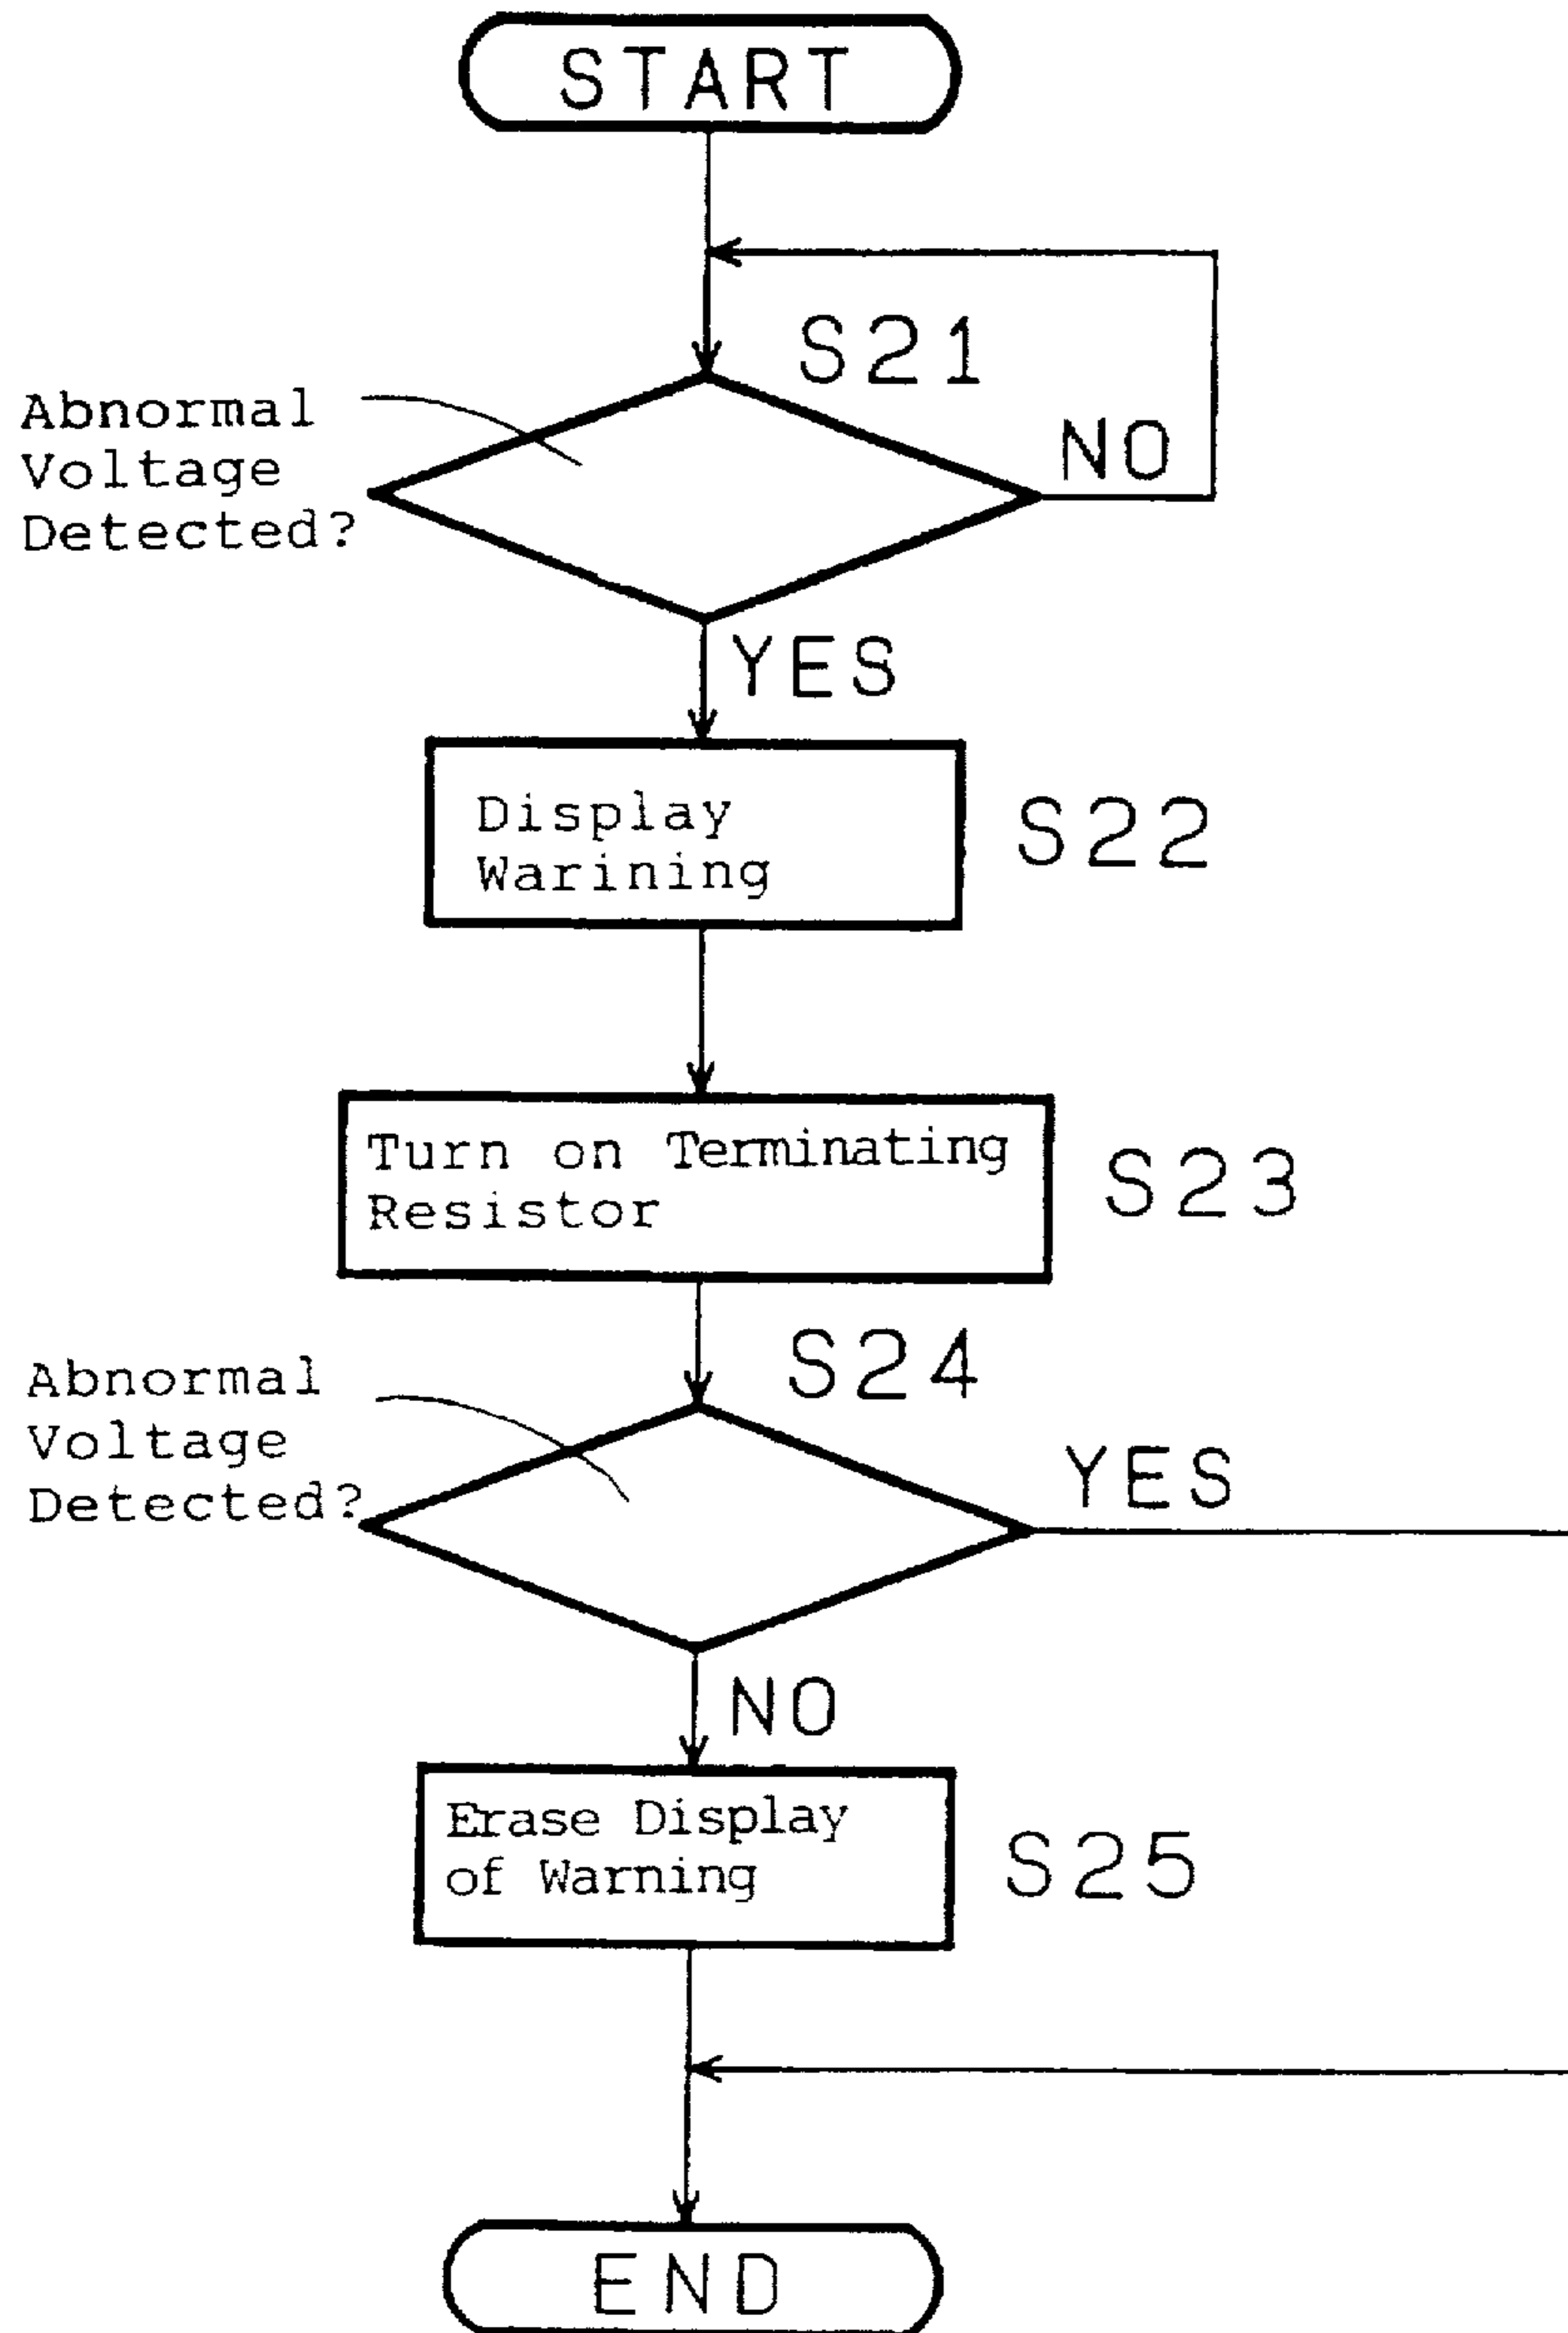 START
S21
Abnormal
Voltage
Detected?
NO
YES
Display
Warining
S22
Turn on Terminating
Resistor
S23
S24
Abnormal
Voltage
Detected?
YES
NO
Erase Display
of Warning
S25
END